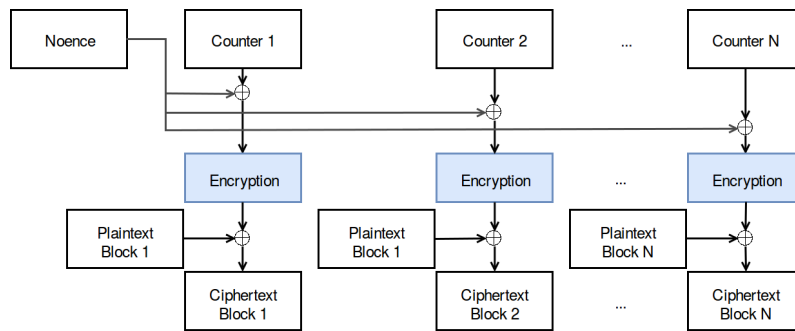 Noence
Counter 1
Counter 2
...
Counter N
Encryption
Encryption
...
Encryption
Plaintext
Block 1
Plaintext
Block 1
Plaintext
Block N
Ciphertext
Block 1
Ciphertext
Block 2
...
Ciphertext
Block N